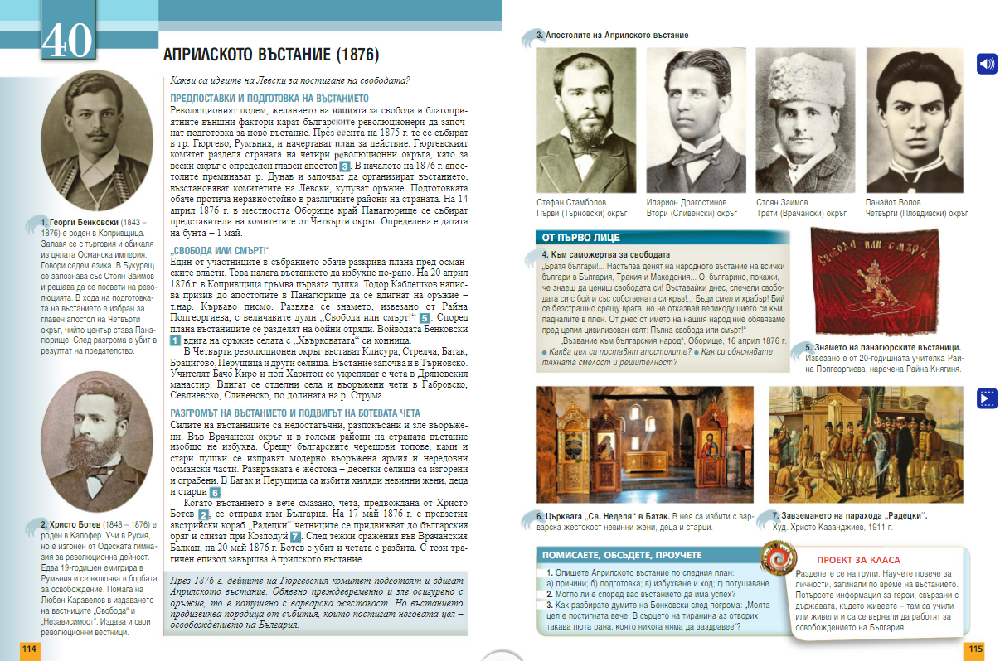 40
АПРИЛСКОТО ВЪСТАНИЕ (1876)
Какви са идеите на Левски за постигане на свободата?
ПРЕДПОСТАВКИ И ПОДГОТОВКА НА ВЪСТАНИЕТО
Революционият подем, желанието на нацията за свобода и благопри-
ятните външни фактори карат българските революционери да започ-
нат подготовка за ново въстание. През есента на 1875 г. те се събират
в гр. Гюргево, Румъния, и начертават план за действие. Гюргевският
комитет разделя страната на четири революционни окръга, като за
всеки окръг е определен главен апостол 3. В началото на 1876 г. апос-
толите преминават р. Дунав и започват да организират въстанието,
възстановяват комитетите на Левски, купуват оръжие. Подготовката
обаче протича неравностойно в различните райони на страната. На 14
април 1876 г. в местността Оборище край Панагюрище се събират
представители на комитетите от Четвърти окръг. Определена е датата
на бунта – 1 май.
„СВОБОДА ИЛИ СМЪРТ!“
Един от участниците в събранието обаче разкрива плана пред осман-
ските власти. Това налага въстанието да избухне по-рано. На 20 април
1876 г. в Копривщица гръмва първата пушка. Тодор Каблешков напис-
ва призив до апостолите в Панагюрище да се вдигнат на оръжие –
т.нар. Кърваво писмо. Развява се знамето, извезано от Райна
Попгеоргиева, с величавите думи „Свобода или смърт!“ 5. Според
плана въстаниците се разделят на бойни отряди. Войводата Бенковски
1 вдига на оръжие селата с „Хвърковатата“ си конница.
В Четвърти революционен окръг въстават Клисура, Стрелча, Батак,
Брацигово, Перущица и други селища. Въстание започва и в Търновско.
Учителят Бачо Киро и поп Харитон се укрепяват с чета в Дряновския
манастир. Вдигат се отделни села и въоръжени чети в Габровско,
Севлиевско, Сливенско, по долината на р. Струма.
РАЗГРОМЪТ НА ВЪСТАНИЕТО И ПОДВИГЪТ НА БОТЕВАТА ЧЕТА
Силите на въстаниците са недостатъчни, разпокъсани и зле въоръже-
ни. Във Врачански окръг и в големи райони на страната въстание
изобщо не избухва. Срещу българските черешови топове, ками и
стари пушки се изправят модерно въоръжена армия и нередовни
османски части. Развръзката е жестока – десетки селища са изгорени
и ограбени. В Батак и Перущица са избити хиляди невинни жени, деца
и старци 6.
Когато въстанието е вече смазано, чета, предвождана от Христо
Ботев 2, се отправя към България. На 17 май 1876 г. с превзетия
австрийски кораб „Радецки“ четниците се придвижват до българския
бряг и слизат при Козлодуй 7. След тежки сражения във Врачанския
Балкан, на 20 май 1876 г. Ботев е убит и четата е разбита. С този тра-
гичен епизод завършва Априлското въстание.
През 1876 г. дейците на Гюргевския комитет подготвят и вдигат
Априлското въстание. Обявено преждевременно и зле осигурено с
оръжие, то е потушено с варварска жестокост. Но въстанието
предизвиква поредица от събития, които постигат неговата цел –
освобождението на България.
1. Георги Бенковски (1843 –
1876) е роден в Копривщица.
Залавя се с търговия и обикаля
из цялата Османска империя.
Говори седем езика. В Букурещ
се запознава със Стоян Заимов
и решава да се посвети на рево-
люцията. В хода на подготовка-
та на въстанието е избран за
главен апостол на Четвърти
окръг, чийто център става Пана-
гюрище. След разгрома е убит в
резултат на предателство.
2. Христо Ботев (1848 – 1876) е
роден в Калофер. Учи в Русия,
но е изгонен от Одеската гимна-
зия за революционна дейност.
Едва 19-годишен емигрира в
Румъния и се включва в борбата
за освобождение. Помага на
Любен Каравелов в издаването
на вестниците „Свобода“ и
„Независимост“. Издава и свои
революционни вестници.
114
3. Апостолите на Априлското въстание
Стефан Стамболов
Първи (Търновски) окръг
Иларион Драгостинов
Втори (Сливенски) окръг
Стоян Заимов
Трети (Врачански) окръг
Панайот Волов
Четвърти (Пловдивски) окръг
ОТ ПЪРВО ЛИЦЕ
4. Към саможертва за свободата
„Братя българи!... Настъпва денят на народното въстание на всички
българи в България, Тракия и Македония... О, българино, покажи,
че знаеш да цениш свободата си! Въставайки днес, спечели свобо-
дата си с бой и със собствената си кръв!... Бъди смел и храбър! Бий
се безстрашно срещу врага, но не отказвай великодушието си към
падналите в плен. От днес от името на нашия народ ние обявяваме
пред целия цивилизован свят: Пълна свобода или смърт!“
„Възвание към българския народ“, Оборище, 16 април 1876 г.
● Каква цел си поставят апостолите? ● Как си обяснявате
тяхната смелост и решителност?
Свобода или смърть
5. Знамето на панагюрските въстаници.
Извезано е от 20-годишната учителка Рай-
на Попгеоргиева, наречена Райна Княгиня.
6. Църквата „Св. Неделя“ в Батак. В нея са избити с вар-
варска жестокост невинни жени, деца и старци.
7. Завземането на парахода „Радецки“.
Худ. Христо Казанджиев, 1911 г.
ПОМИСЛЕТЕ, ОБСЪДЕТЕ, ПРОУЧЕТЕ
1. Опишете Априлското въстание по следния план:
а) причини; б) подготовка; в) избухване и ход; г) потушаване.
2. Могло ли е според вас въстанието да има успех?
3. Как разбирате думите на Бенковски след погрома: „Моята
цел е постигната вече. В сърцето на тиранина аз отворих
такава люта рана, която никога няма да заздравее“?
ПРОЕКТ ЗА КЛАСА
Разделете се на групи. Научете повече за
личности, загинали по време на въстанието.
Потърсете информация за герои, свързани с
държавата, където живеете – там са учили
или живели и са се върнали да работят за
освобождението на България.
115